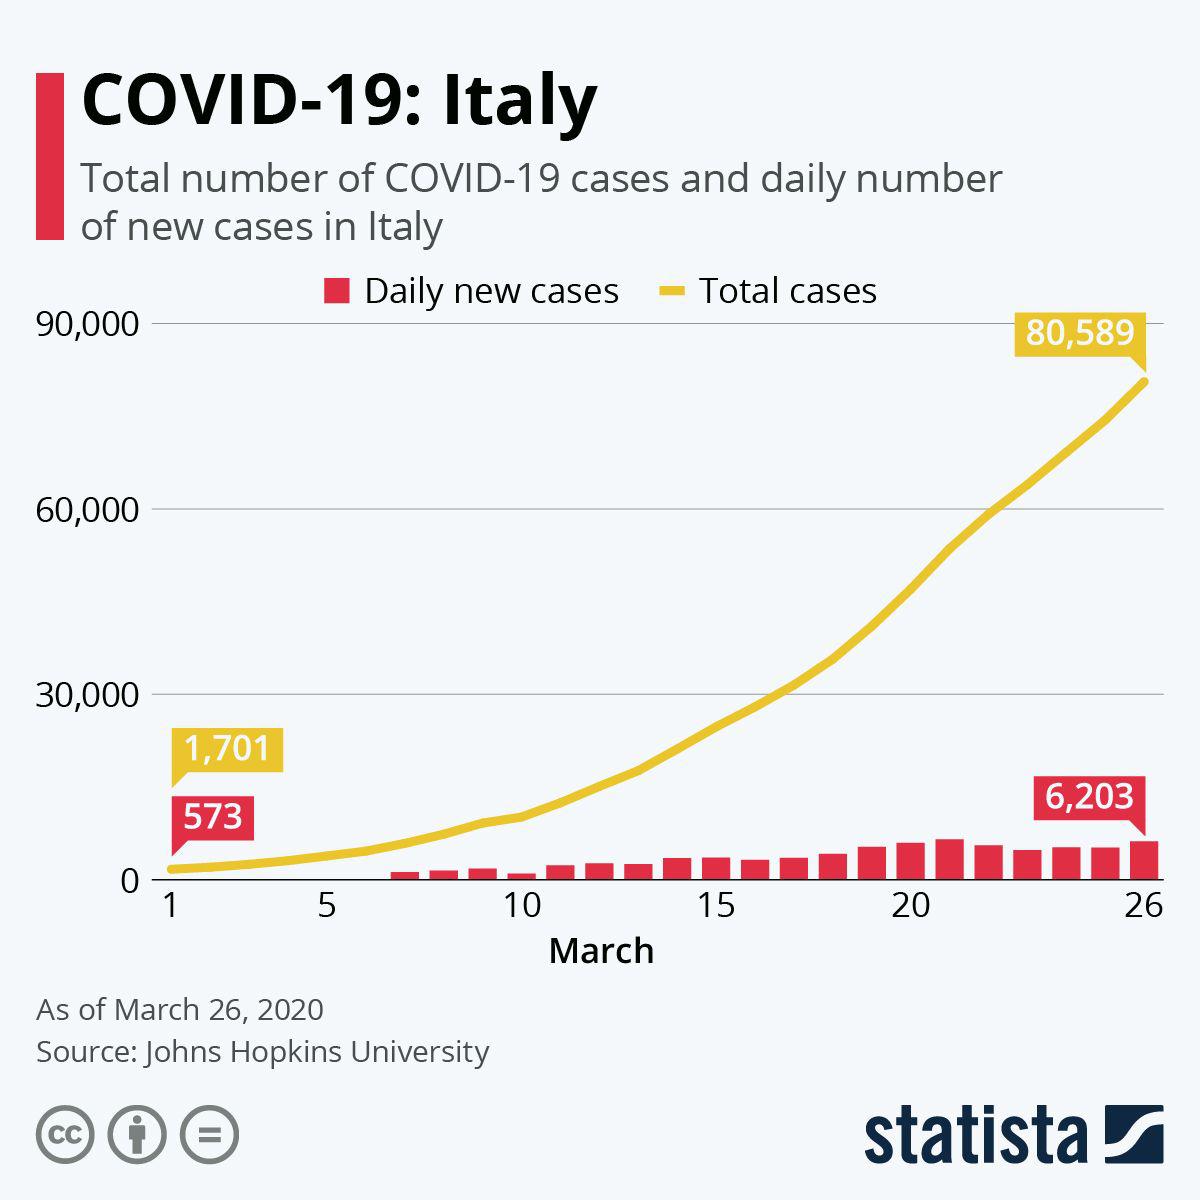 COVID-19: Italy
Total number of COVID-19 cases and daily number
of new cases in Italy
Daily new cases
Total cases
90,000
80,589
60,000
30,000
1,701
573
6,203
0
1 5 10 15 20 26
March
As of March 26, 2020
Source: Johns Hopkins University
cc
=
statista